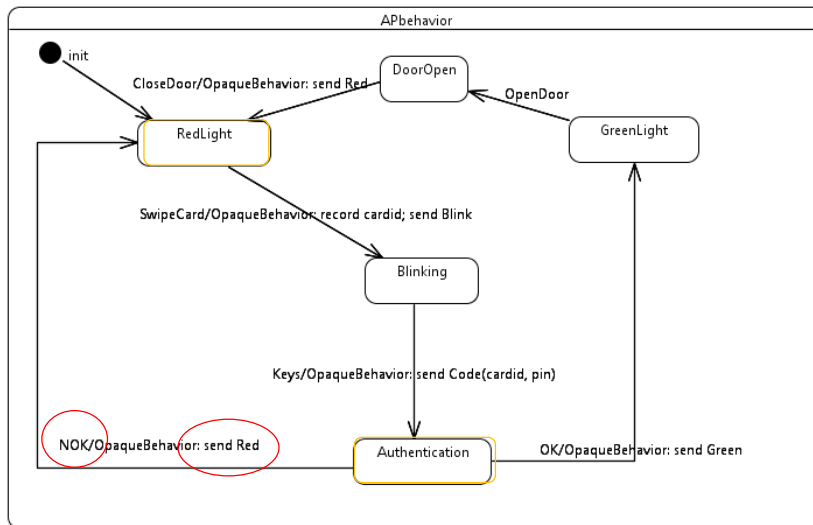 APbehavior
init
DoorOpen
CloseDoor/OpaqueBehavior: send Red
OpenDoor
RedLight
GreenLight
SwipeCard/OpaqueBehavior: record cardid; send Blink
Blinking
Keys/OpaqueBehavior: send Code(cardid, pin)
NOK/OpaqueBehavior: send Red
Authentication
OK/OpaqueBehavior: send Green